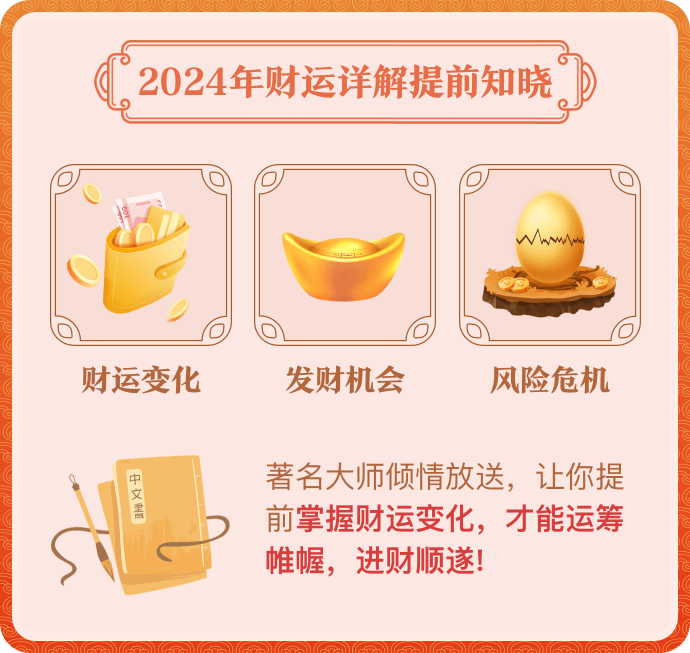 2024年财运详解提前知晓
财运变化
发财机会
风险危机
中文書
著名大师倾情放送，让你提
前掌握财运变化，才能运筹
帷幄，进财顺遂!